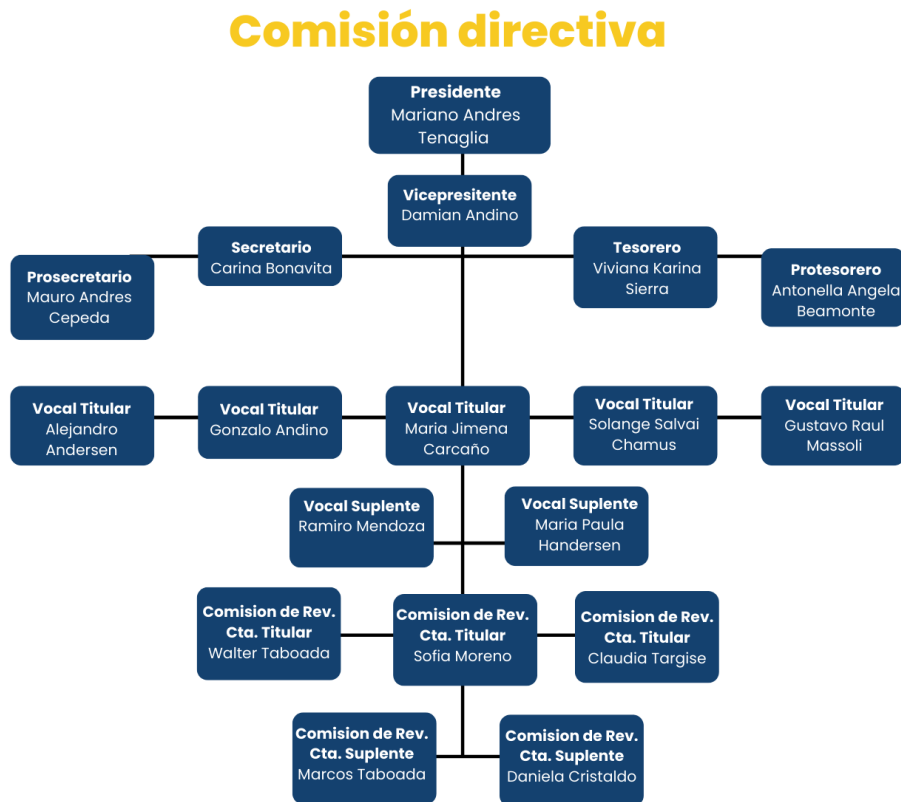 Comisión directiva
Presidente
Mariano Andres
Tenaglia
Vicepresitente
Damian Andino
Secretario
Carina Bonavita
Tesorero
Viviana Karina
Sierra
Prosecretario
Mauro Andres
Cepeda
Protesorero
Antonella Angela
Beamonte
Vocal Titular
Alejandro
Andersen
Vocal Titular
Gonzalo Andino
Vocal Titular
Maria Jimena
Carcaño
Vocal Titular
Solange Salvai
Chamus
Vocal Titular
Gustavo Raul
Massoli
Vocal Suplente
Ramiro Mendoza
Vocal Suplente
Maria Paula
Handersen
Comision de Rev.
Cta. Titular
Walter Taboada
Comision de Rev.
Cta. Titular
Sofia Moreno
Comision de Rev.
Cta. Titular
Claudia Targise
Comision de Rev.
Cta. Suplente
Marcos Taboada
Comision de Rev.
Cta. Suplente
Daniela Cristaldo